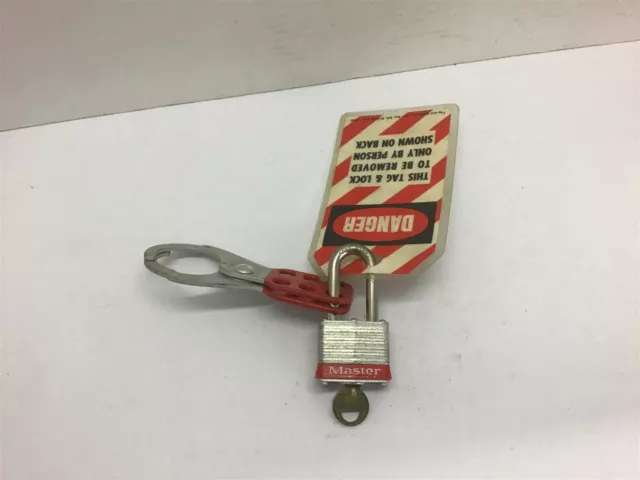 DANGER
THIS TAG & LOCK
TO BE REMOVED
ONLY BY PERSON
SHOWN ON BACK
Master